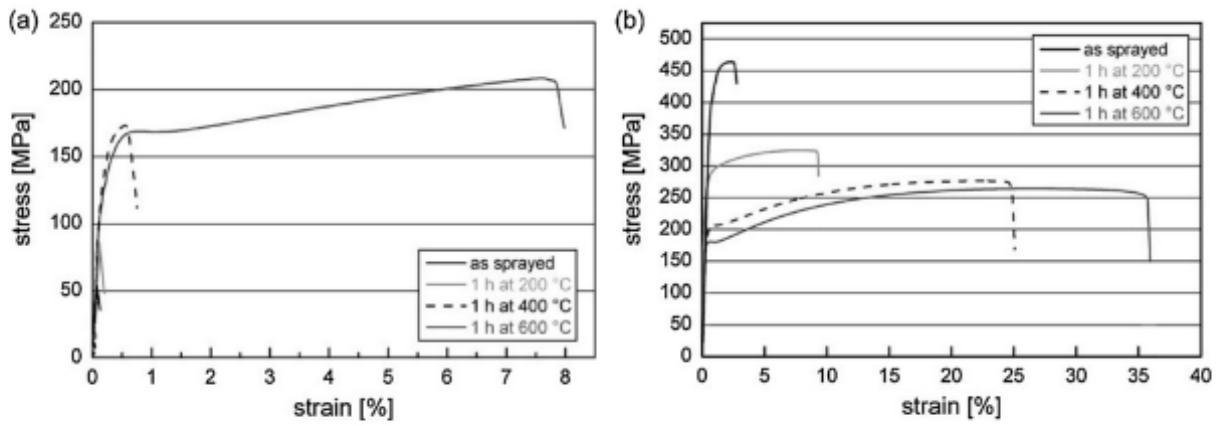 (a)
250
200
150
100
50
0
stress [MPa]
0 1 2 3 4 5 6 7 8
strain [%]
as sprayed
1 h at 200 °C
1 h at 400 °C
1 h at 600 °C
(b)
500
450
400
350
300
250
200
150
100
50
0
stress [MPa]
0 5 10 15 20 25 30 35 40
strain [%]
as sprayed
1 h at 200 °C
1 h at 400 °C
1 h at 600 °C